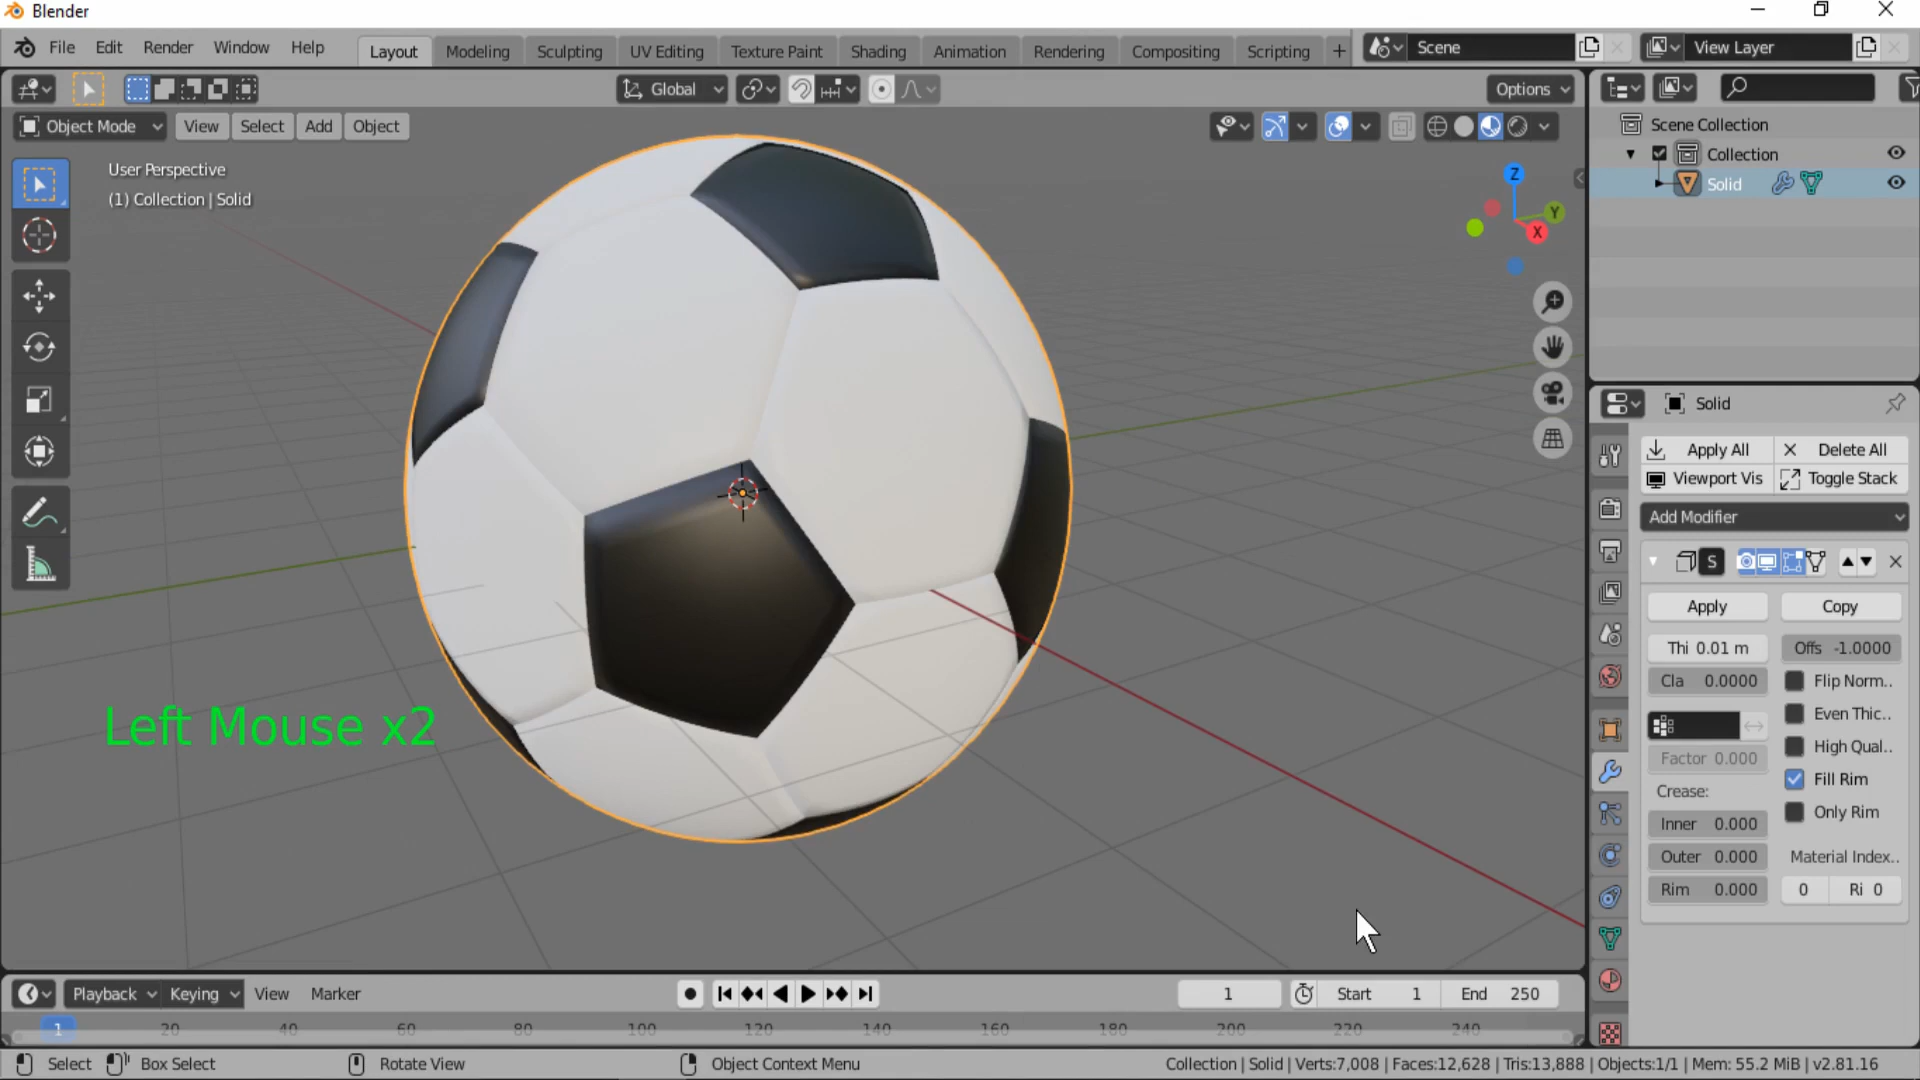 Blender
File Edit Render Window Help Layout Modeling Sculpting UV Editing Texture Paint Shading Animation Rendering Compositing Scripting + Scene View Layer
Global Options
Object Mode View Select Add Object
User Perspective
(1) Collection | Solid
Z
Y
X
Scene Collection
Collection
Solid
Solid
Apply All Delete All
Viewport Vis Toggle Stack
Add Modifier
S
Apply Copy
Thi 0.01 m Offs -1.0000
Cla 0.0000 Flip Norm..
Even Thic..
High Qual..
Factor 0.000
Fill Rim
Crease:
Only Rim
Inner 0.000
Outer 0.000 Material Index..
Rim 0.000 0 Ri 0
Left Mouse x2
Playback Keying View Marker 1 Start 1 End 250
1 20 40 60 80 100 120 140 160 180 200 220 240
Select Box Select Rotate View Object Context Menu Collection | Solid | Verts:7,008 | Faces:12,628 | Tris:13,888 | Objects:1/1 | Mem: 55.2 MiB | v2.81.16